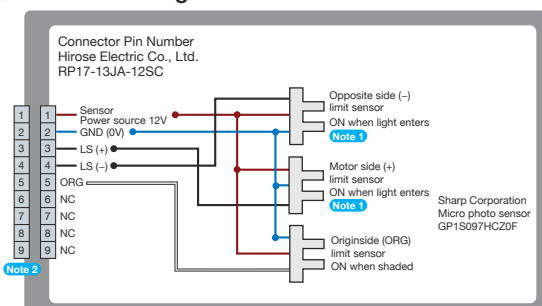 Connector Pin Number
Hirose Electric Co., Ltd.
RP17-13JA-12SC
1 1 Sensor
Power source 12V
2 2 GND (0V)
3 3 LS (+)
4 4 LS (–)
5 5 ORG
6 6 NC
7 7 NC
8 8 NC
9 9 NC
Note 2
Opposite side (–)
limit sensor
ON when light enters
Note 1
Motor side (+)
limit sensor
ON when light enters
Note 1
Originside (ORG)
limit sensor
ON when shaded
Sharp Corporation
Micro photo sensor
GP1S097HCZ0F